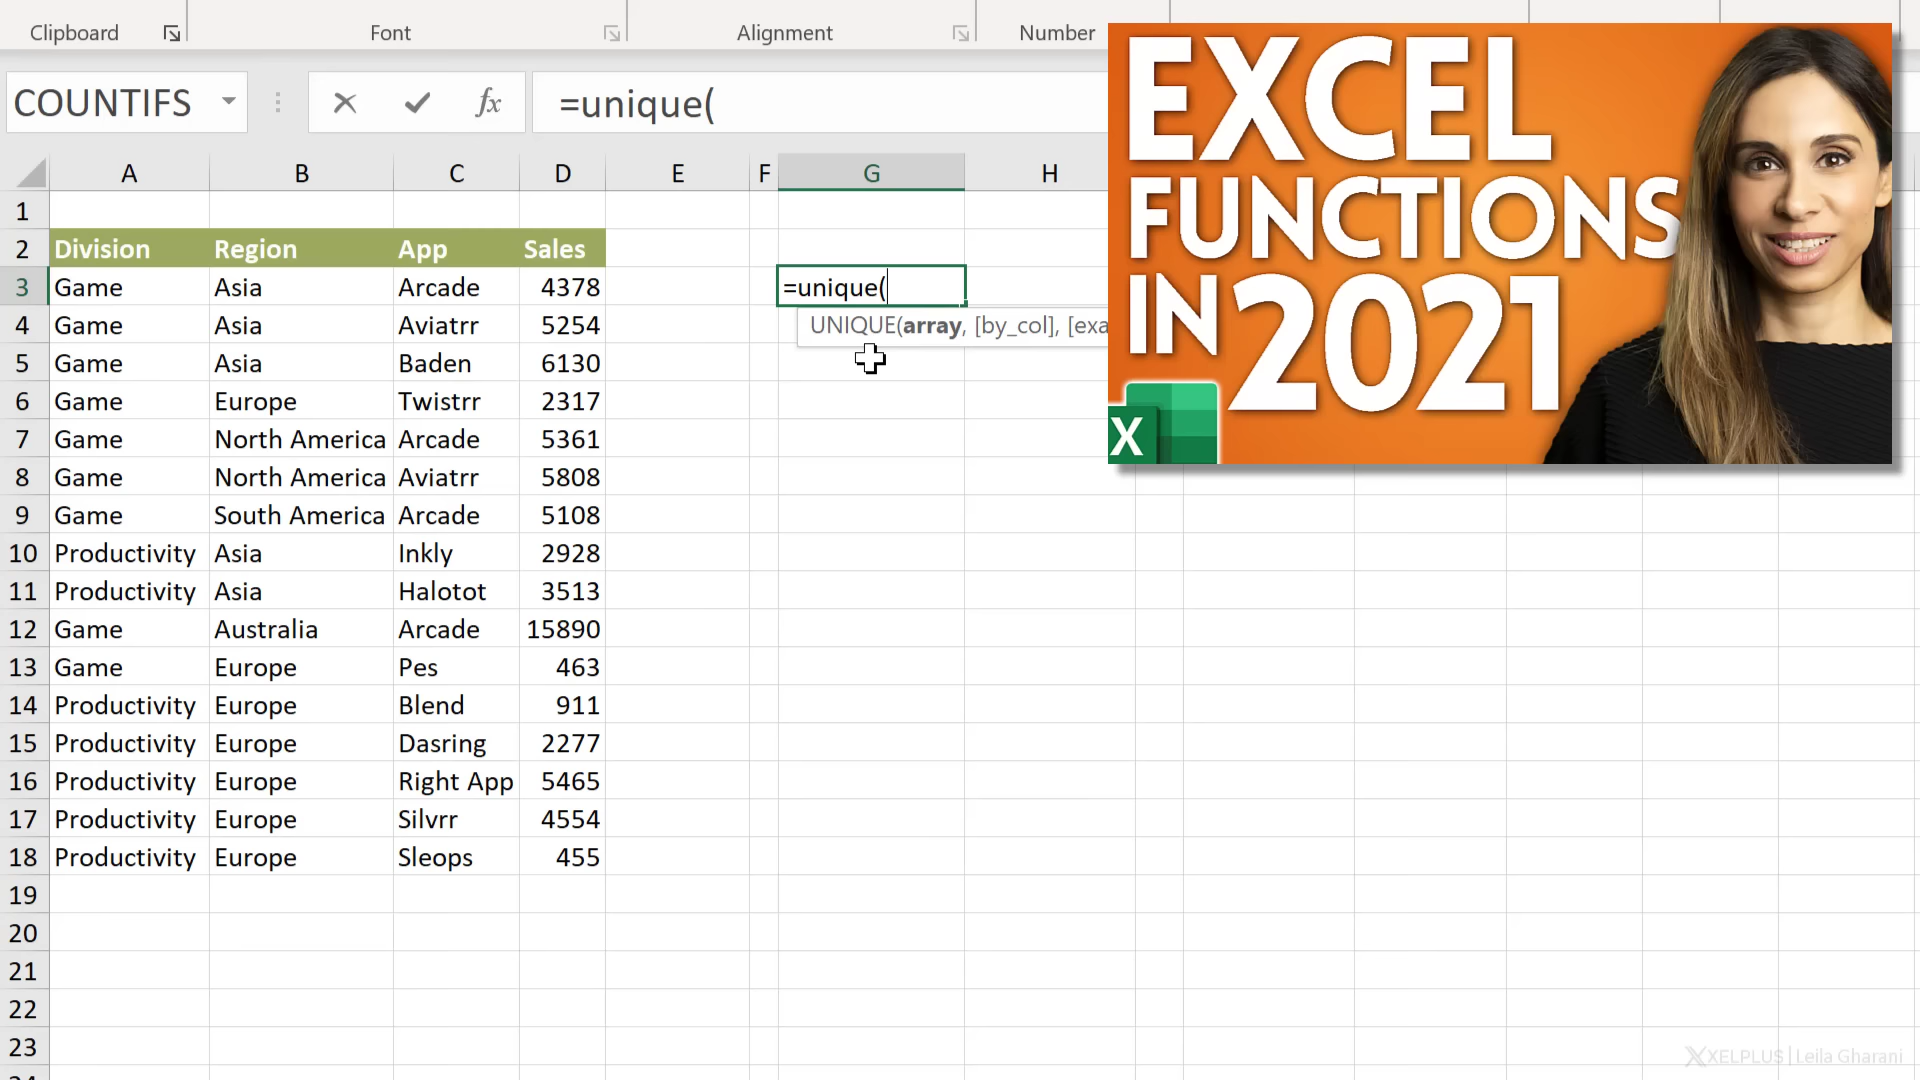 Clipboard Font Alignment Number
COUNTIFS fx =unique(
A B C D E F G H
1
2 Division Region App Sales
3 Game Asia Arcade 4378 =unique(
UNIQUE(array, [by_col], [exa
4 Game Asia Aviatrr 5254
5 Game Asia Baden 6130
6 Game Europe Twistrr 2317
7 Game North America Arcade 5361
8 Game North America Aviatrr 5808
9 Game South America Arcade 5108
10 Productivity Asia Inkly 2928
11 Productivity Asia Halotot 3513
12 Game Australia Arcade 15890
13 Game Europe Pes 463
14 Productivity Europe Blend 911
15 Productivity Europe Dasring 2277
16 Productivity Europe Right App 5465
17 Productivity Europe Silvrr 4554
18 Productivity Europe Sleops 455
19
20
21
22
23
EXCEL
FUNCTIONS
IN 2021
X
XELPLUS | Leila Gharani